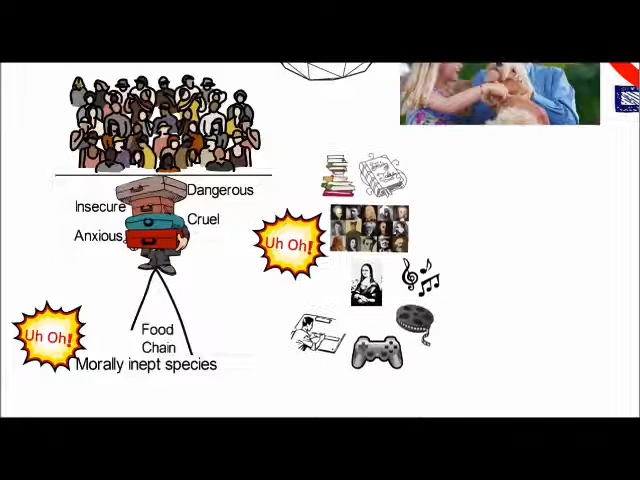 Dangerous
Insecure
Cruel
Anxious
Uh Oh!
Uh Oh!
Food
Chain
Morally inept species